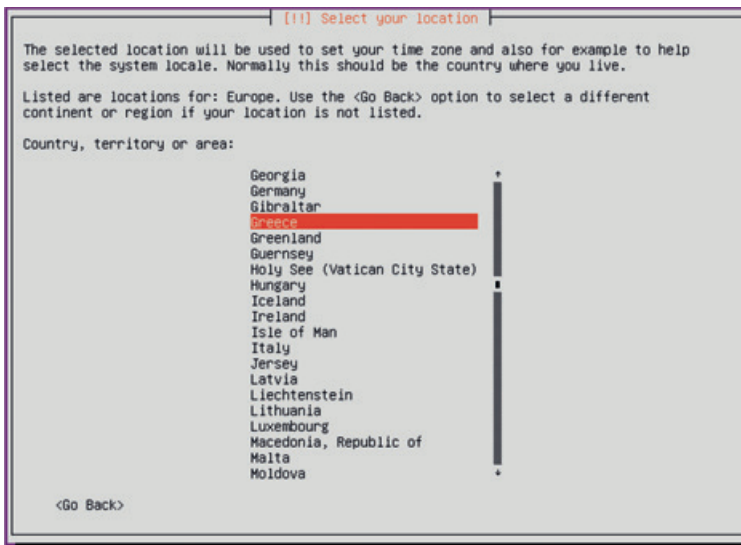 [!!] Select your location
The selected location will be used to set your time zone and also for example to help
select the system locale. Normally this should be the country where you live.
Listed are locations for: Europe. Use the <Go Back> option to select a different
continent or region if your location is not listed.
Country, territory or area:
Georgia
Germany
Gibraltar
Greece
Greenland
Guernsey
Holy See (Vatican City State)
Hungary
Iceland
Ireland
Isle of Man
Italy
Jersey
Latvia
Liechtenstein
Lithuania
Luxembourg
Macedonia, Republic of
Malta
Moldova
<Go Back>